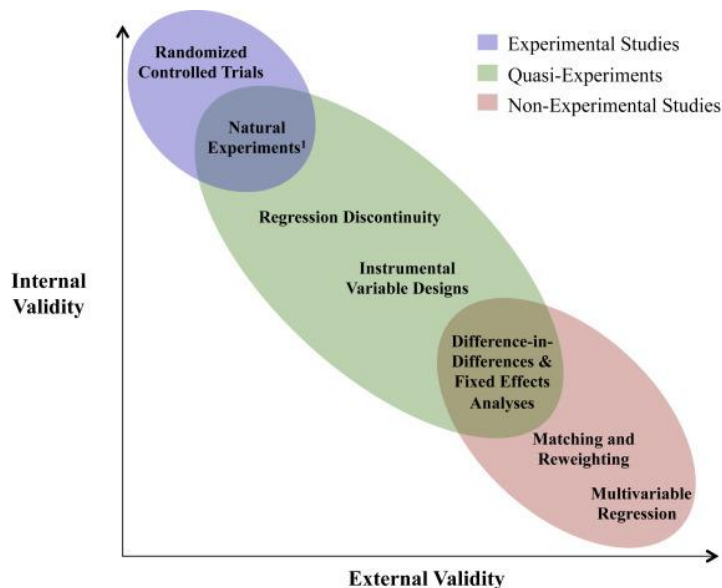 Randomized
Controlled Trials
Experimental Studies
Quasi-Experiments
Non-Experimental Studies
Natural
Experiments¹
Regression Discontinuity
Instrumental
Variable Designs
Internal
Validity
Difference-in-
Differences &
Fixed Effects
Analyses
Matching and
Reweighting
Multivariable
Regression
External Validity